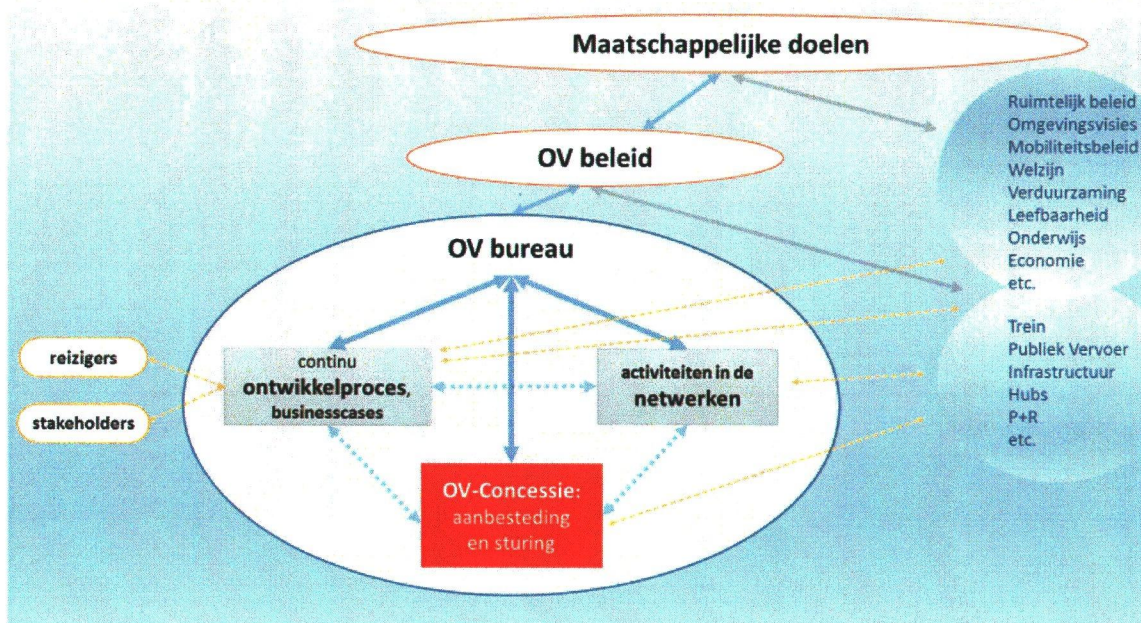 Maatschappelijke doelen
OV beleid
OV bureau
Ruimtelijk beleid
Omgevingsvisies
Mobiliteitsbeleid
Welzijn
Verduurzaming
Leefbaarheid
Onderwijs
Economie
etc.
reizigers
stakeholders
continu
ontwikkelproces,
businesscases
activiteiten in de
netwerken
Trein
Publiek Vervoer
Infrastructuur
Hubs
P+R
etc.
OV-Concessie:
aanbesteding
en sturing